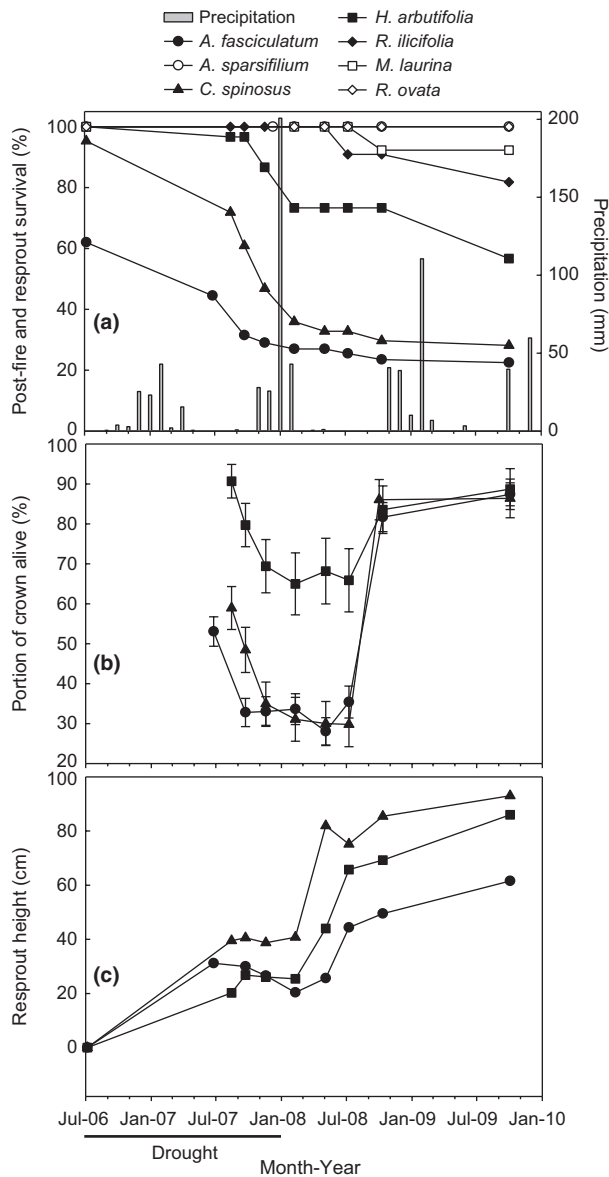 Precipitation
A. fasciculatum
A. sparsifilium
C. spinosus
H. arbutifolia
R. ilicifolia
M. laurina
R. ovata
Post-fire and resprout survival (%)
100
80
60
40
20
0
(a)
200
150
100
50
0
Precipitation (mm)
Portion of crown alive (%)
100
90
80
70
60
50
40
30
20
(b)
Resprout height (cm)
100
80
60
40
20
0
(c)
Jul-06 Jan-07 Jul-07 Jan-08 Jul-08 Jan-09 Jul-09 Jan-10
Drought
Month-Year